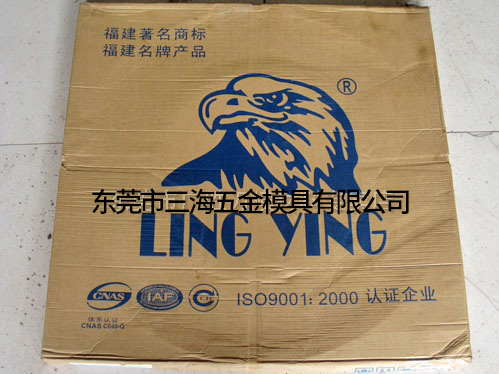 福建著名商标
福建名牌产品
®
东莞市三海五金模具有限公司
LING YING
CNAS IAF
ISO9001: 2000 认证企业
体系认证